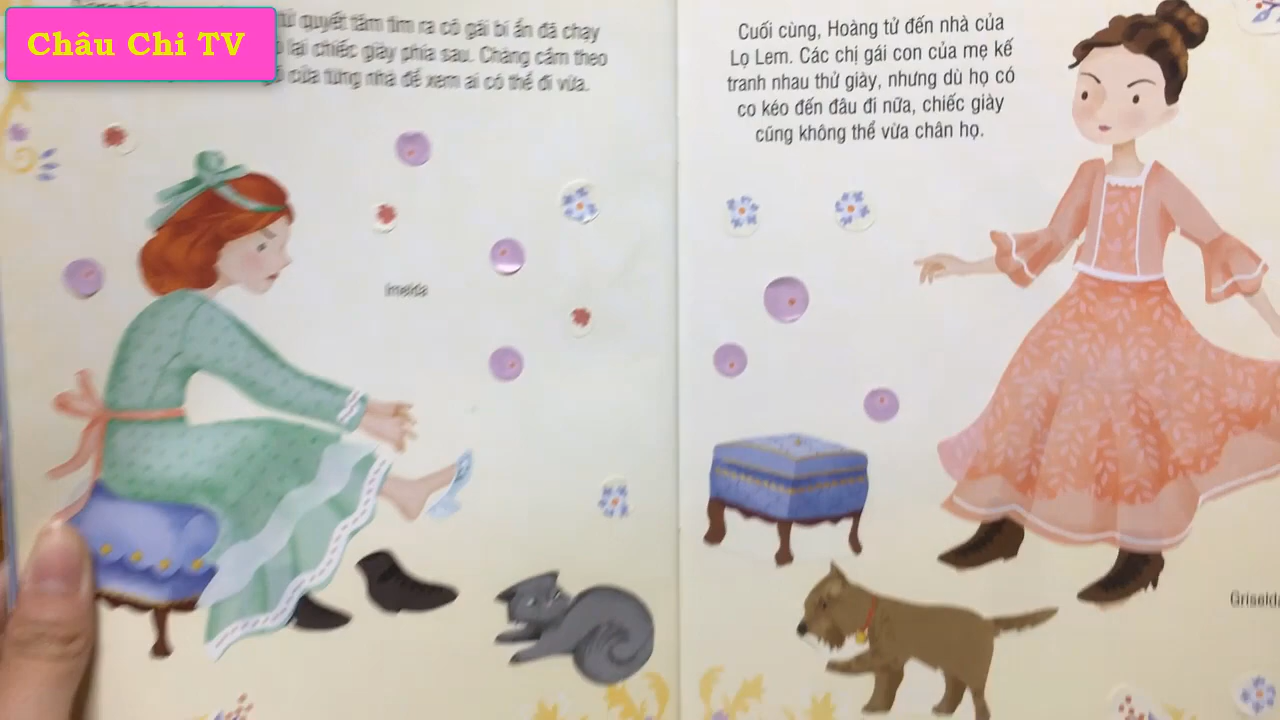 Châu Chi TV
tử quyết tâm tìm ra cô gái bí ẩn đã chạy
lại chiếc giày phía sau. Chàng cầm theo
cửa từng nhà để xem ai có thể đi vừa.
Imelda
Cuối cùng, Hoàng tử đến nhà của
Lọ Lem. Các chị gái con của mẹ kế
tranh nhau thử giày, nhưng dù họ có
co kéo đến đâu đi nữa, chiếc giày
cũng không thể vừa chân họ.
Griselda